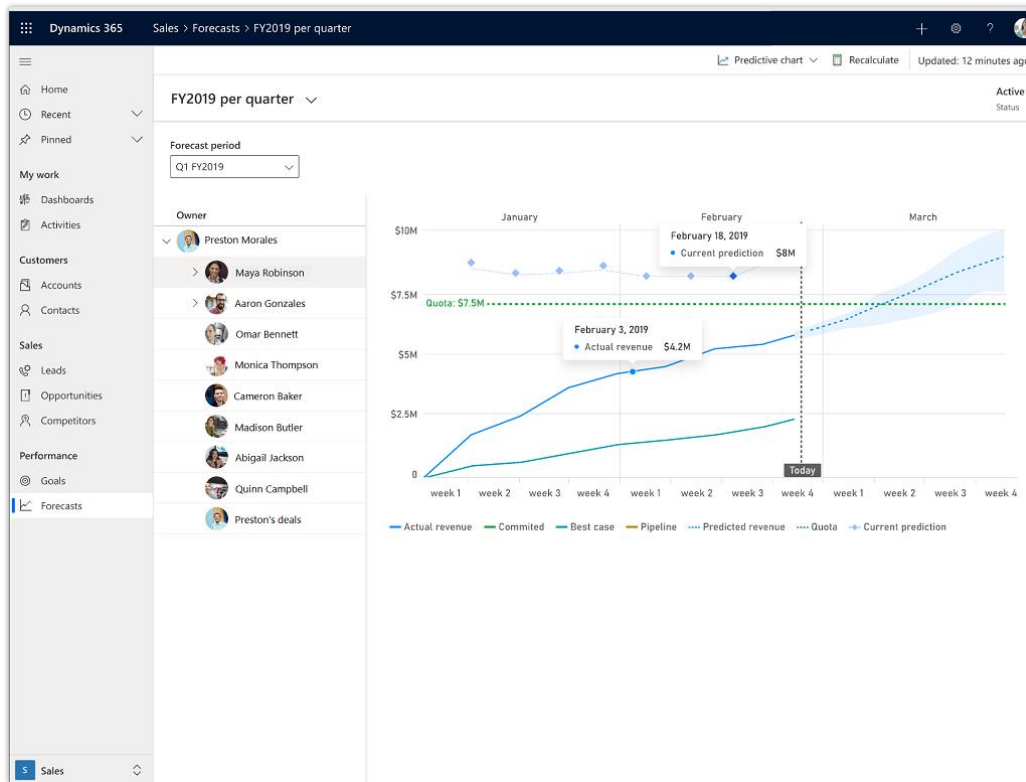 Dynamics 365
Sales > Forecasts > FY2019 per quarter
?
Predictive chart
Recalculate
Updated: 12 minutes ago
Home
Recent
Pinned
My work
Dashboards
Activities
Customers
Accounts
Contacts
Sales
Leads
Opportunities
Competitors
Performance
Goals
Forecasts
S Sales
FY2019 per quarter
Active
Status
Forecast period
Q1 FY2019
Owner
Preston Morales
Maya Robinson
Aaron Gonzales
Omar Bennett
Monica Thompson
Cameron Baker
Madison Butler
Abigail Jackson
Quinn Campbell
Preston's deals
January February March
$10M
February 18, 2019
Current prediction $8M
$7.5M
Quota: $7.5M
February 3, 2019
Actual revenue $4.2M
$5M
$2.5M
0
Today
week 1 week 2 week 3 week 4 week 1 week 2 week 3 week 4 week 1 week 2 week 3 week 4
Actual revenue Commited Best case Pipeline Predicted revenue Quota Current prediction